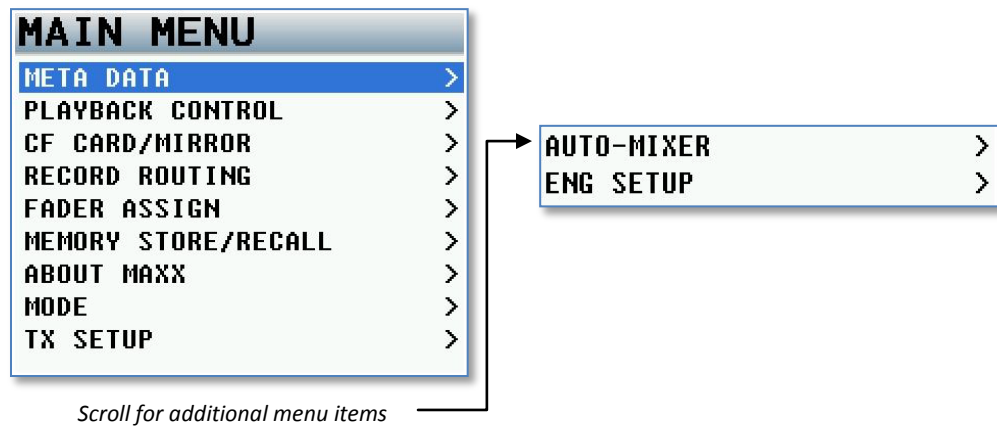 MAIN MENU
META DATA >
PLAYBACK CONTROL >
CF CARD/MIRROR >
RECORD ROUTING >
FADER ASSIGN >
MEMORY STORE/RECALL >
ABOUT MAXX >
MODE >
TX SETUP >
Scroll for additional menu items
AUTO-MIXER >
ENG SETUP >